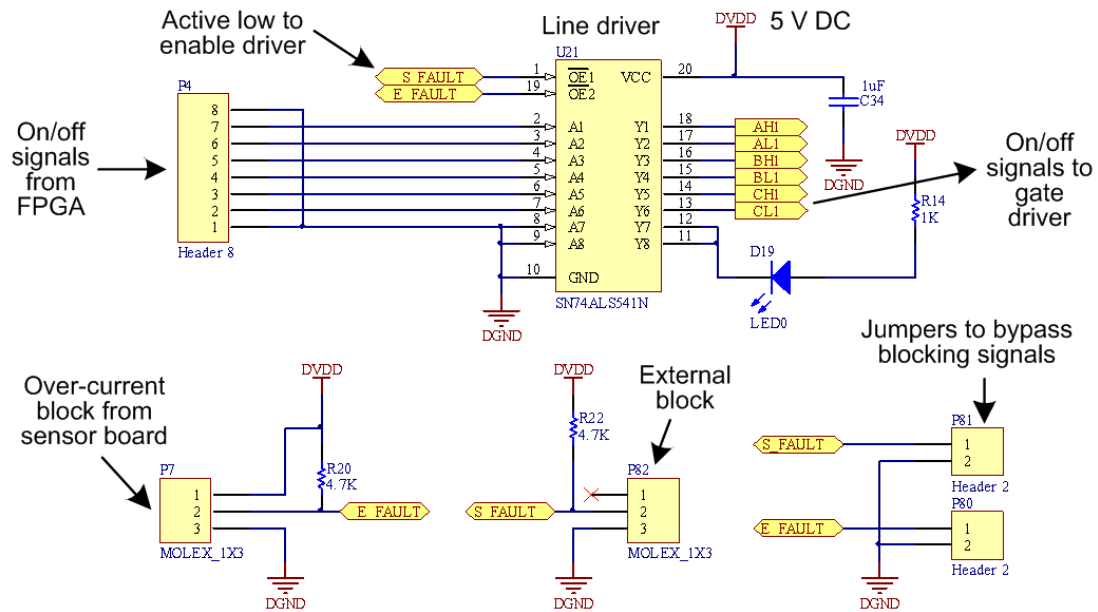 Active low to
enable driver
Line driver
DVDD
5 V DC
U21
S_FAULT
1
OE1
VCC
20
E_FAULT
19
OE2
1uF
C34
P4
On/off
signals
from
FPGA
8
7
6
5
4
3
2
1
Header 8
2
A1
Y1
18
AH1
3
A2
Y2
17
AL1
4
A3
Y3
16
BH1
5
A4
Y4
15
BL1
6
A5
Y5
14
CH1
7
A6
Y6
13
CL1
8
A7
Y7
12
9
A8
Y8
11
10
GND
SN74ALS541N
DGND
DGND
DVDD
R14
1K
On/off
signals to
gate
driver
D19
LED0
Over-current
block from
sensor board
DVDD
P7
1
2
3
MOLEX_1X3
R20
4.7K
E_FAULT
DGND
DVDD
R22
4.7K
External
block
P82
1
2
3
MOLEX_1X3
S_FAULT
DGND
Jumpers to bypass
blocking signals
P81
S_FAULT
1
2
Header 2
P80
E_FAULT
1
2
Header 2
DGND